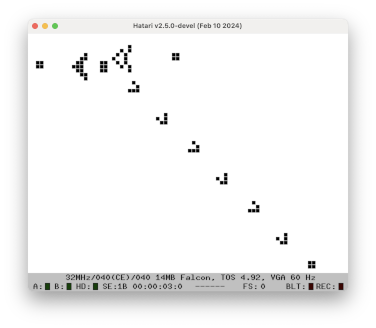 Hatari v2.5.0-devel (Feb 10 2024)
32MHz/040(CE)/040 14MB Falcon, TOS 4.92, VGA 60 Hz
A: B: HD: SE:1B 00:00:03:0 ------ FS: 0 BLT: REC: